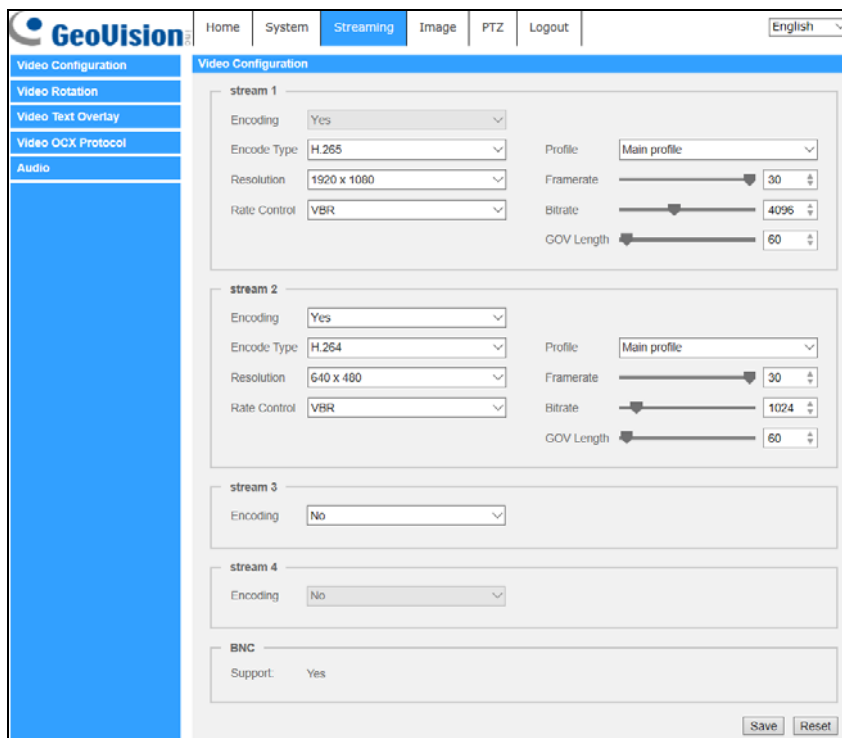 GeoVision inc
Home System Streaming Image PTZ Logout English
Video Configuration
Video Rotation
Video Text Overlay
Video OCX Protocol
Audio
Video Configuration
stream 1
Encoding Yes
Encode Type H.265 Profile Main profile
Resolution 1920 x 1080 Framerate 30
Rate Control VBR Bitrate 4096
GOV Length 60
stream 2
Encoding Yes
Encode Type H.264 Profile Main profile
Resolution 640 x 480 Framerate 30
Rate Control VBR Bitrate 1024
GOV Length 60
stream 3
Encoding No
stream 4
Encoding No
BNC
Support: Yes
Save Reset